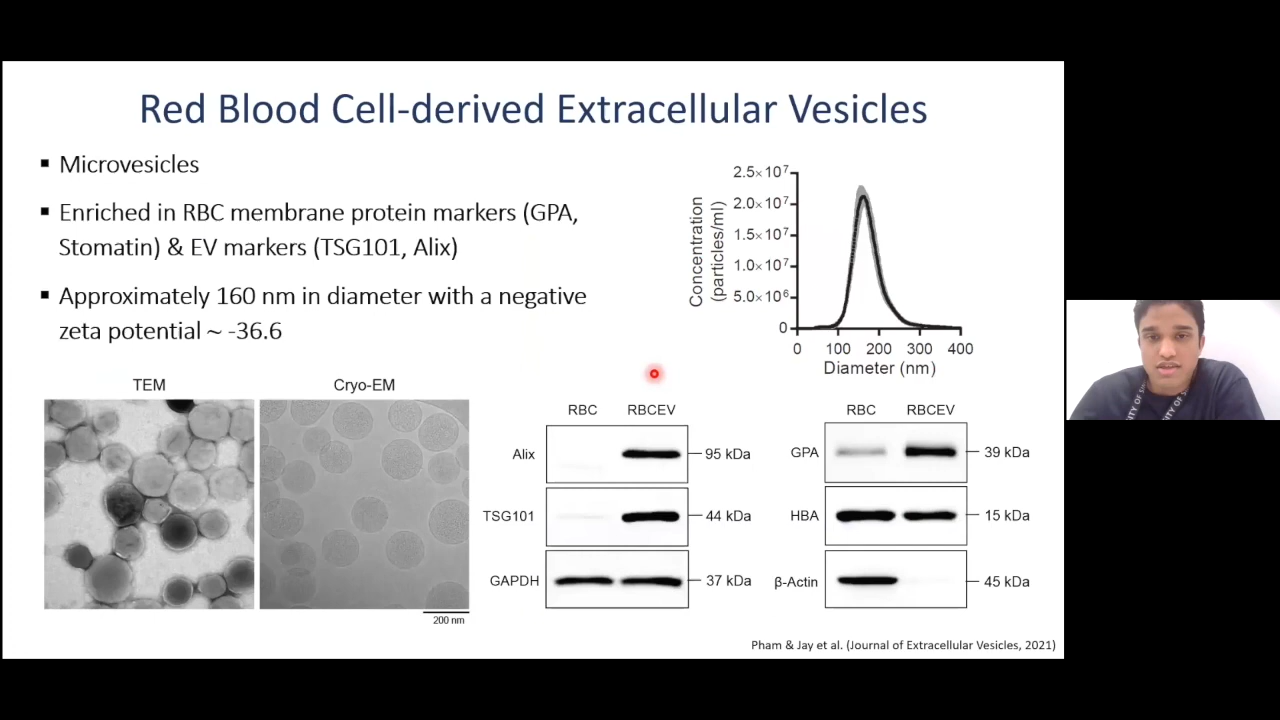 Red Blood Cell-derived Extracellular Vesicles
▪ Microvesicles
▪ Enriched in RBC membrane protein markers (GPA,
Stomatin) & EV markers (TSG101, Alix)
▪ Approximately 160 nm in diameter with a negative
zeta potential ~ -36.6
Concentration
(particles/ml)
2.5×10⁷
2.0×10⁷
1.5×10⁷
1.0×10⁷
5.0×10⁶
0
0 100 200 300 400
Diameter (nm)
TEM
Cryo-EM
200 nm
RBC RBCEV
Alix 95 kDa
TSG101 44 kDa
GAPDH 37 kDa
RBC RBCEV
GPA 39 kDa
HBA 15 kDa
β-Actin 45 kDa
Pham & Jay et al. (Journal of Extracellular Vesicles, 2021)